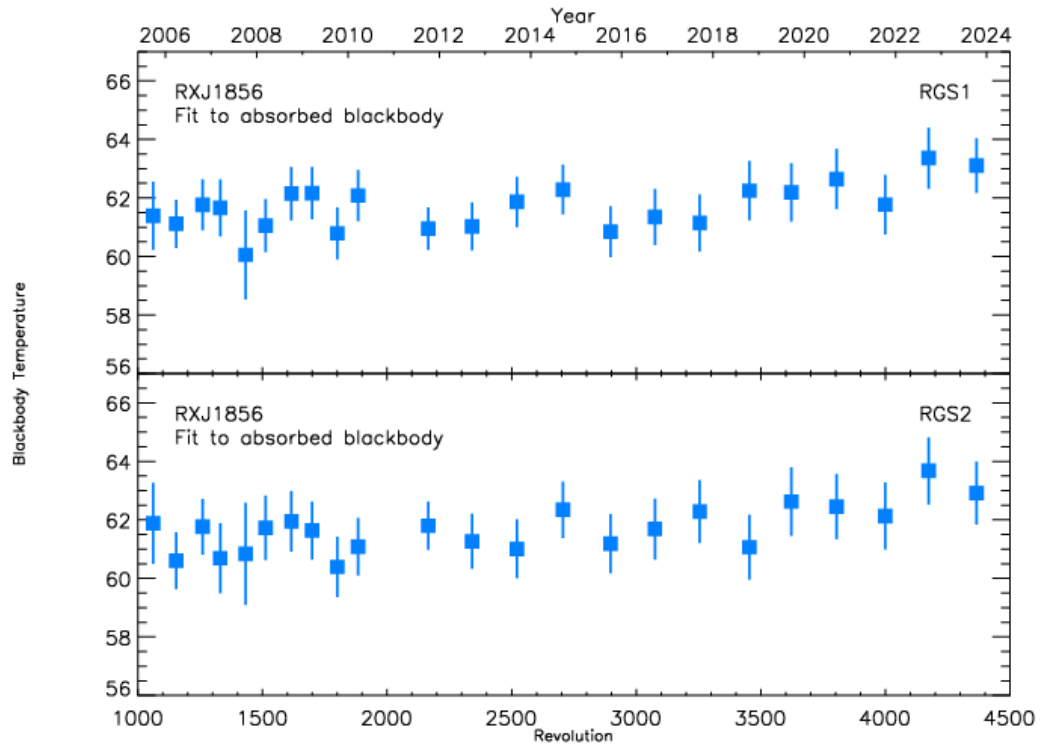 Year
2006 2008 2010 2012 2014 2016 2018 2020 2022 2024
66
RXJ1856 RGS1
Fit to absorbed blackbody
64
62
60
58
56
Blackbody Temperature
66
RXJ1856 RGS2
Fit to absorbed blackbody
64
62
60
58
56
1000 1500 2000 2500 3000 3500 4000 4500
Revolution